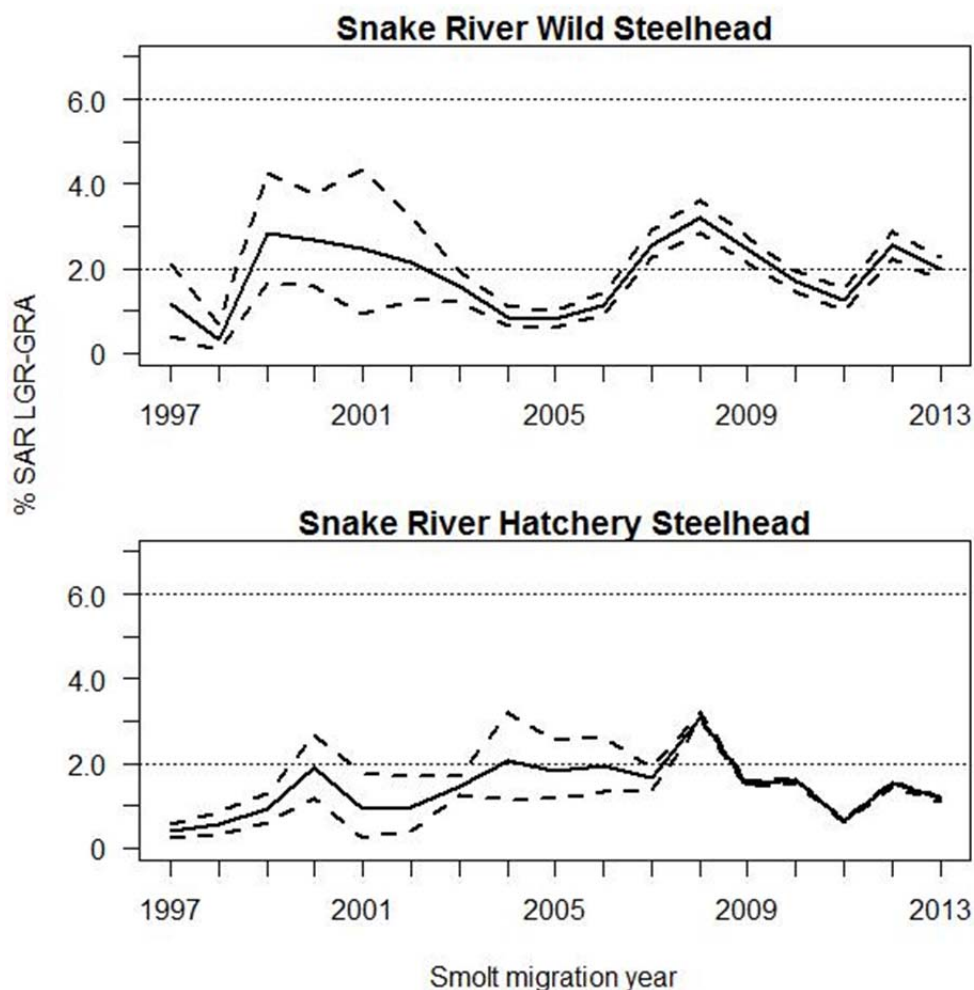 Snake River Wild Steelhead
6.0
4.0
2.0
0
1997 2001 2005 2009 2013
% SAR LGR-GRA
Snake River Hatchery Steelhead
6.0
4.0
2.0
0
1997 2001 2005 2009 2013
Smolt migration year